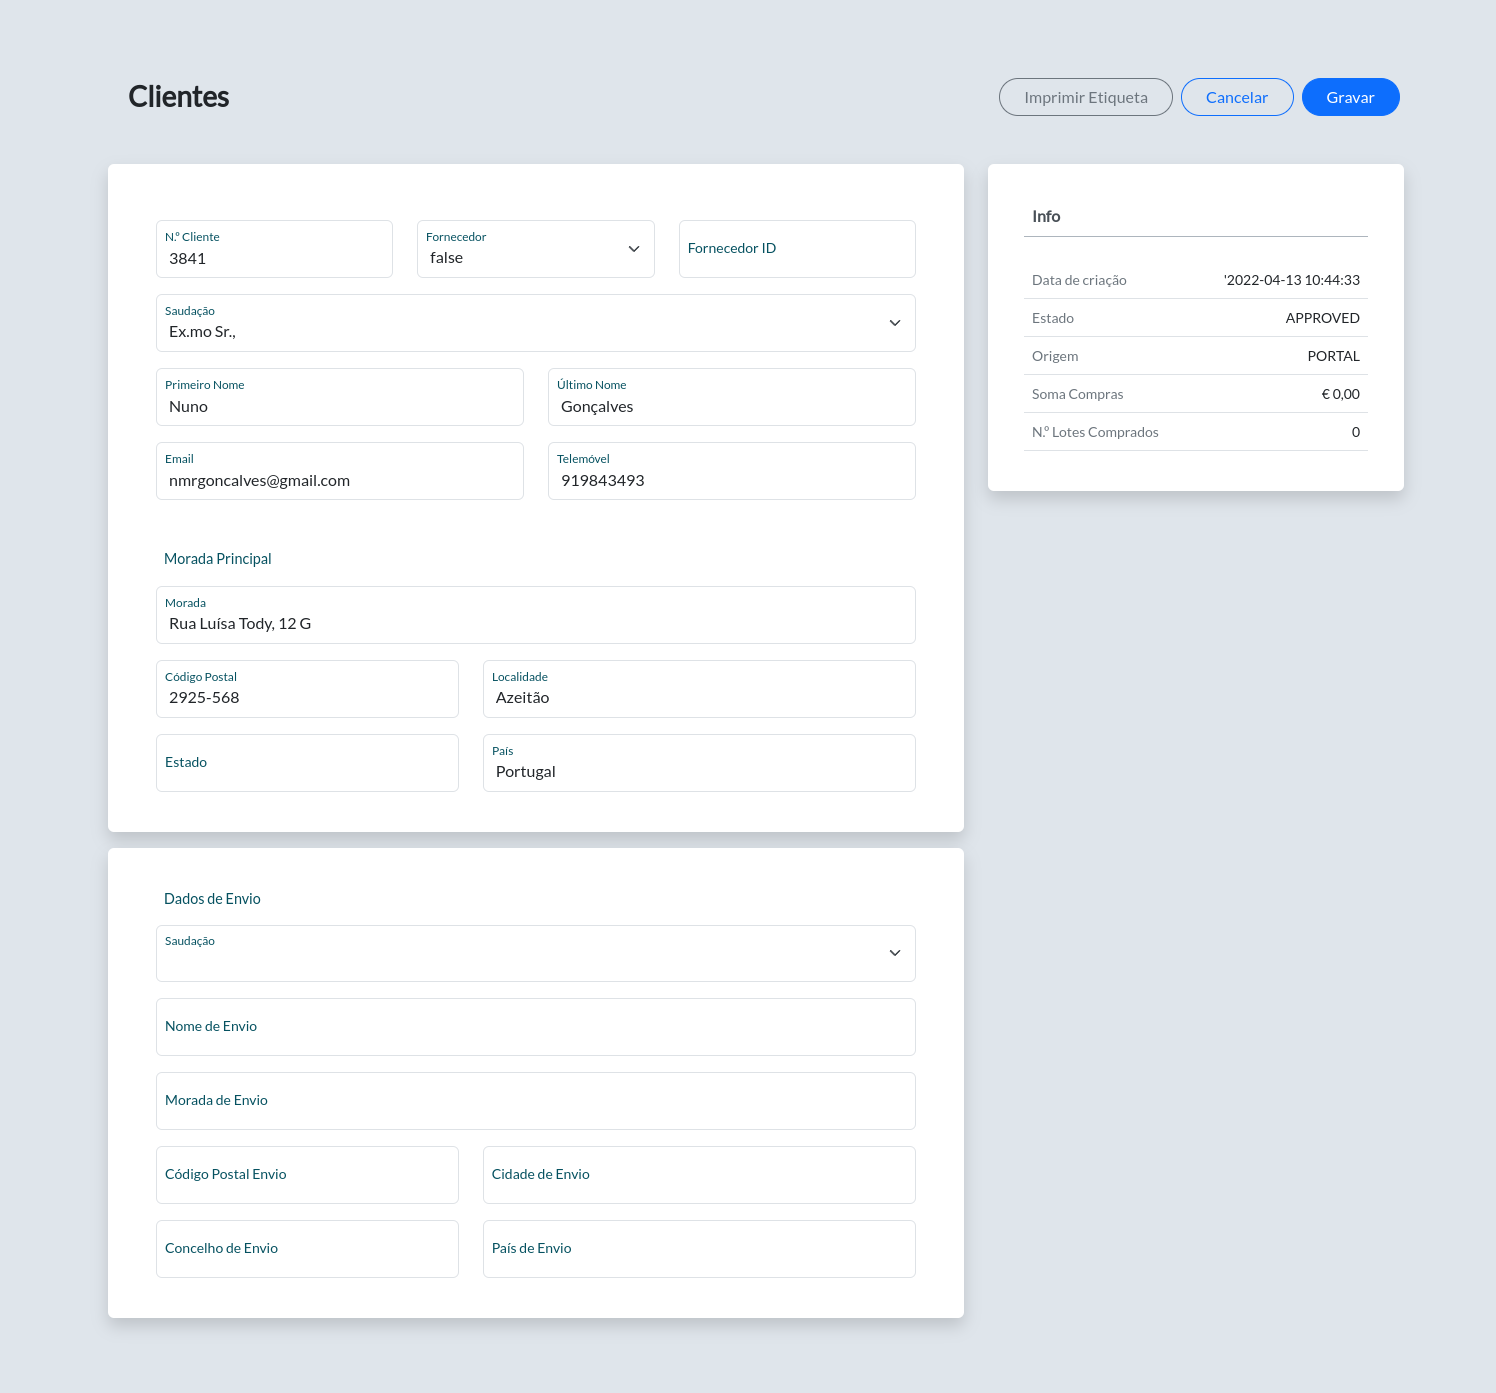 Clientes
Imprimir Etiqueta
Cancelar
Gravar
N.º Cliente
3841
Fornecedor
false
Fornecedor ID
Saudação
Ex.mo Sr.,
Primeiro Nome
Nuno
Último Nome
Gonçalves
Email
nmrgoncalves@gmail.com
Telemóvel
919843493
Morada Principal
Morada
Rua Luísa Tody, 12 G
Código Postal
2925-568
Localidade
Azeitão
Estado
País
Portugal
Dados de Envio
Saudação
Nome de Envio
Morada de Envio
Código Postal Envio
Cidade de Envio
Concelho de Envio
País de Envio
Info
Data de criação '2022-04-13 10:44:33
Estado APPROVED
Origem PORTAL
Soma Compras € 0,00
N.º Lotes Comprados 0